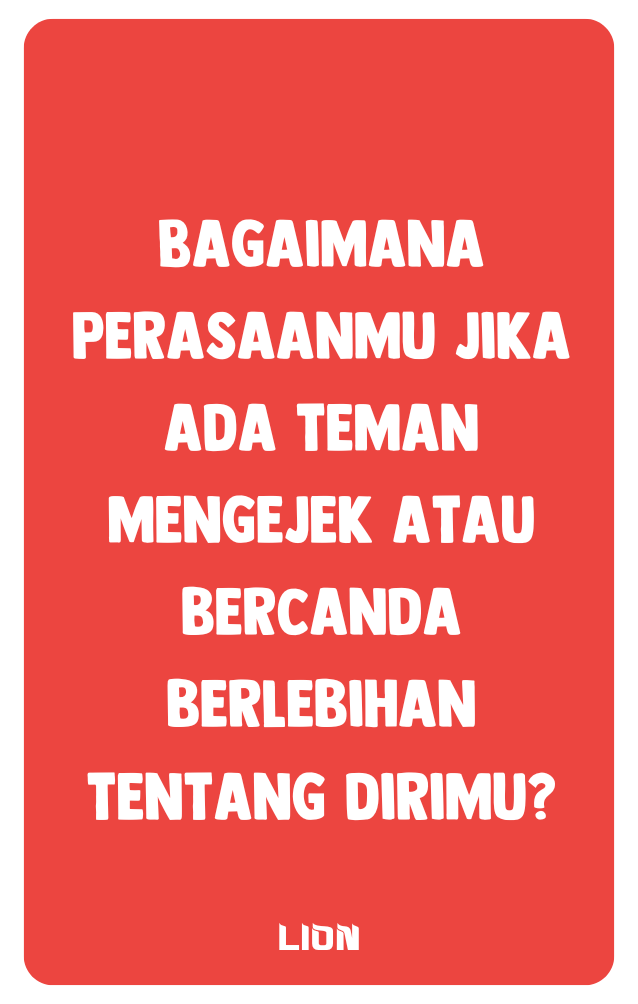 BAGAIMANA
PERASAANMU JIKA
ADA TEMAN
MENGEJEK ATAU
BERCANDA
BERLEBIHAN
TENTANG DIRIMU?
LION